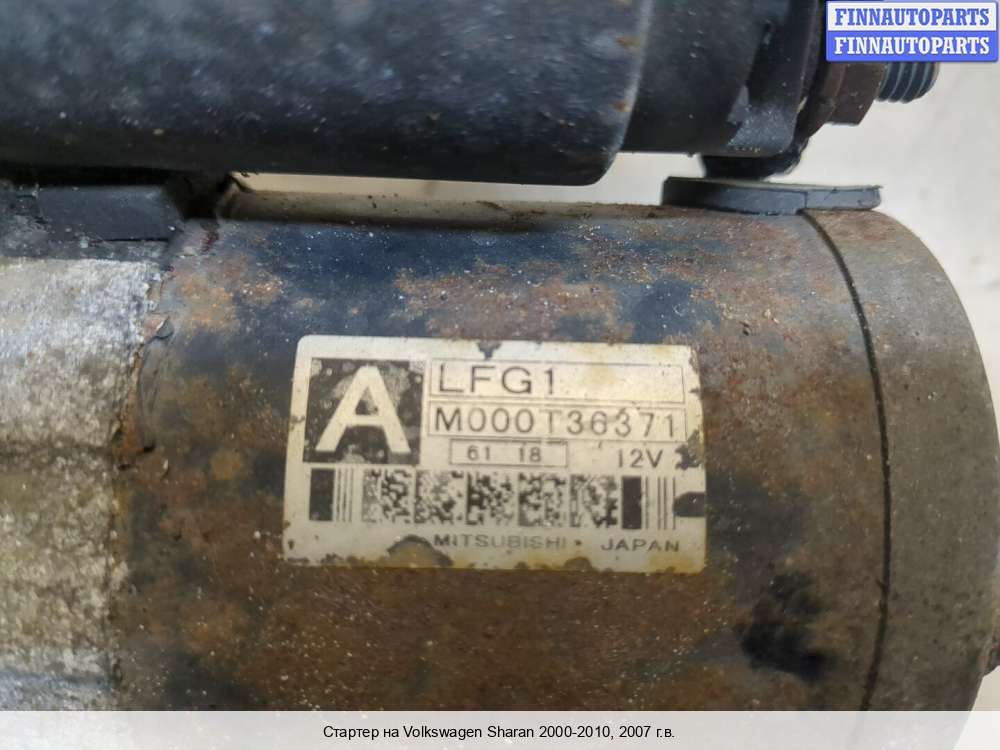 FINNAUTOPARTS
FINNAUTOPARTS
A
LFG1
M000T36371
61 18 12V
MITSUBISHI JAPAN
Стартер на Volkswagen Sharan 2000-2010, 2007 г.в.